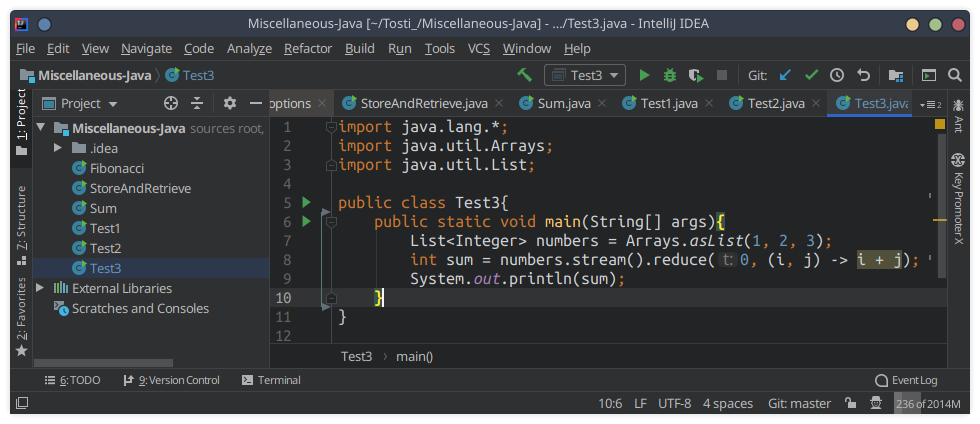 Miscellaneous-Java [~/Tosti_/Miscellaneous-Java] - .../Test3.java - IntelliJ IDEA
File Edit View Navigate Code Analyze Refactor Build Run Tools VCS Window Help
Miscellaneous-Java Test3 Test3 Git:
1: Project
7: Structure
2: Favorites
Project
Miscellaneous-Java sources root,
.idea
Fibonacci
StoreAndRetrieve
Sum
Test1
Test2
Test3
External Libraries
Scratches and Consoles
options StoreAndRetrieve.java Sum.java Test1.java Test2.java Test3.java 2
1 import java.lang.*;
2 import java.util.Arrays;
3 import java.util.List;
4
5 public class Test3{
6 public static void main(String[] args){
7 List<Integer> numbers = Arrays.asList(1, 2, 3);
8 int sum = numbers.stream().reduce( t: 0, (i, j) -> i + j);
9 System.out.println(sum);
10 }
11 }
12
Test3 › main()
Ant
Key Promoter X
6: TODO 9: Version Control Terminal Event Log
10:6 LF UTF-8 4 spaces Git: master 236 of 2014M